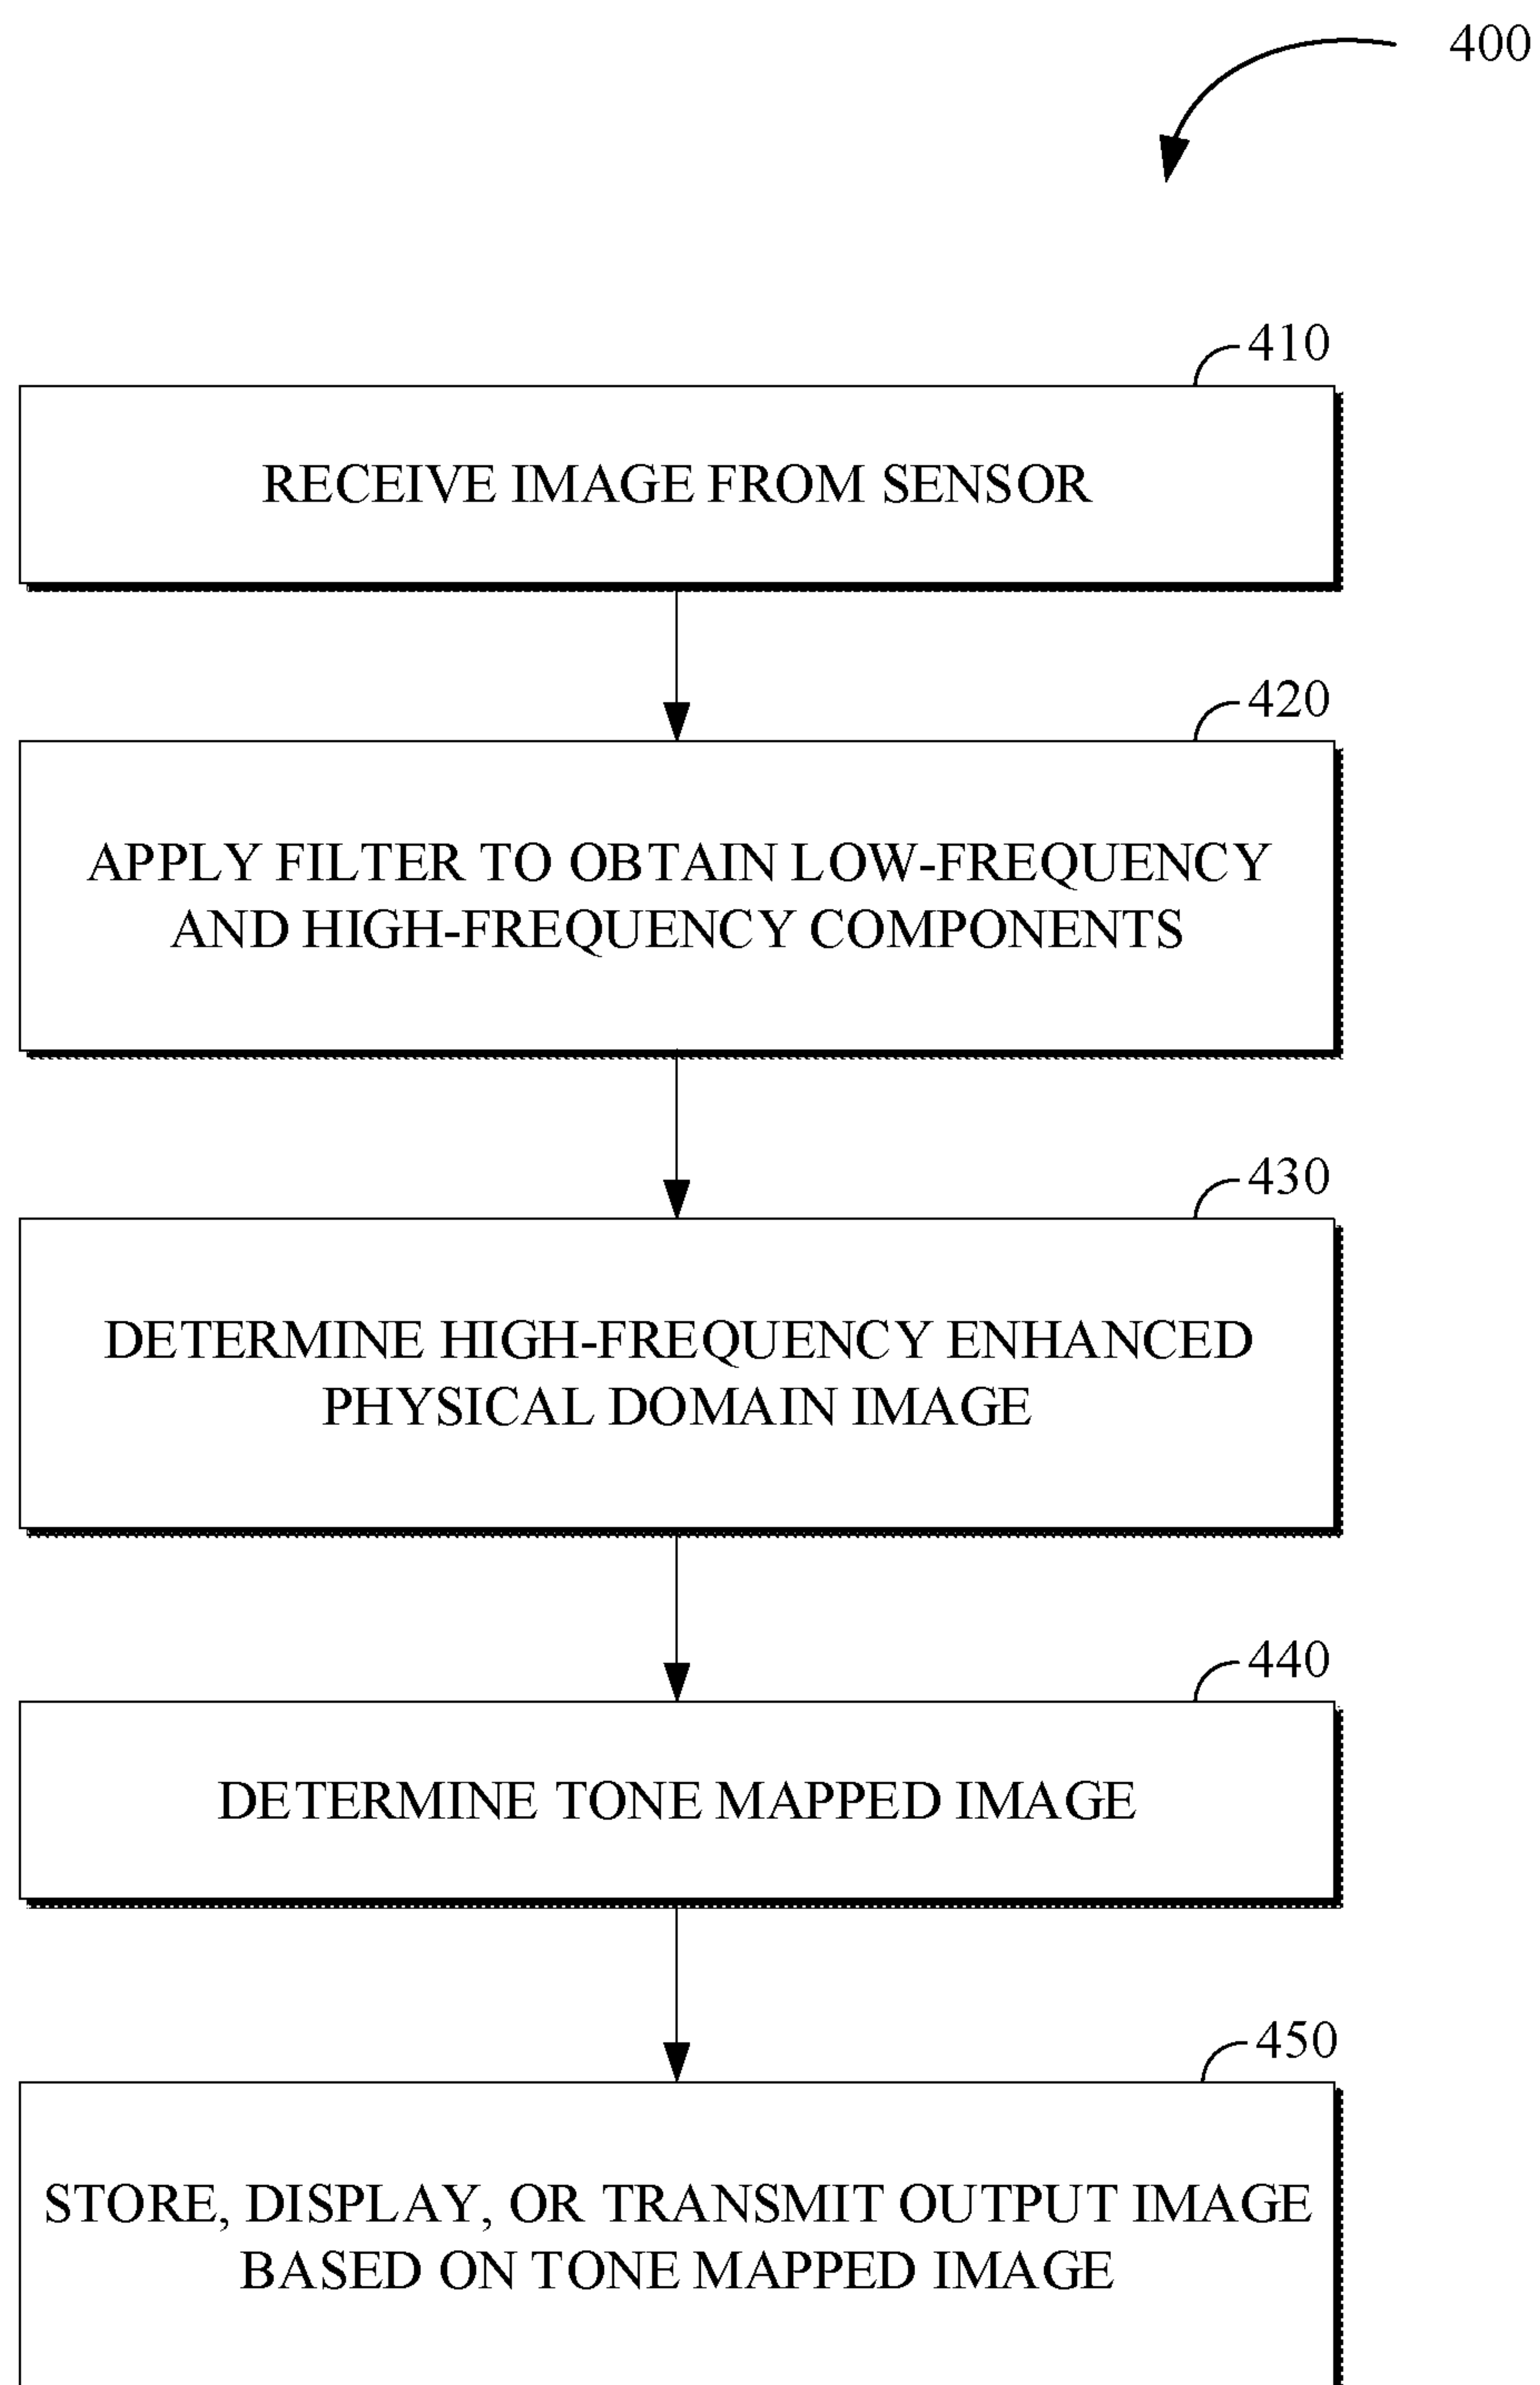 400
410
RECEIVE IMAGE FROM SENSOR
420
APPLY FILTER TO OBTAIN LOW-FREQUENCY
AND HIGH-FREQUENCY COMPONENTS
430
DETERMINE HIGH-FREQUENCY ENHANCED
PHYSICAL DOMAIN IMAGE
440
DETERMINE TONE MAPPED IMAGE
450
STORE, DISPLAY, OR TRANSMIT OUTPUT IMAGE
BASED ON TONE MAPPED IMAGE